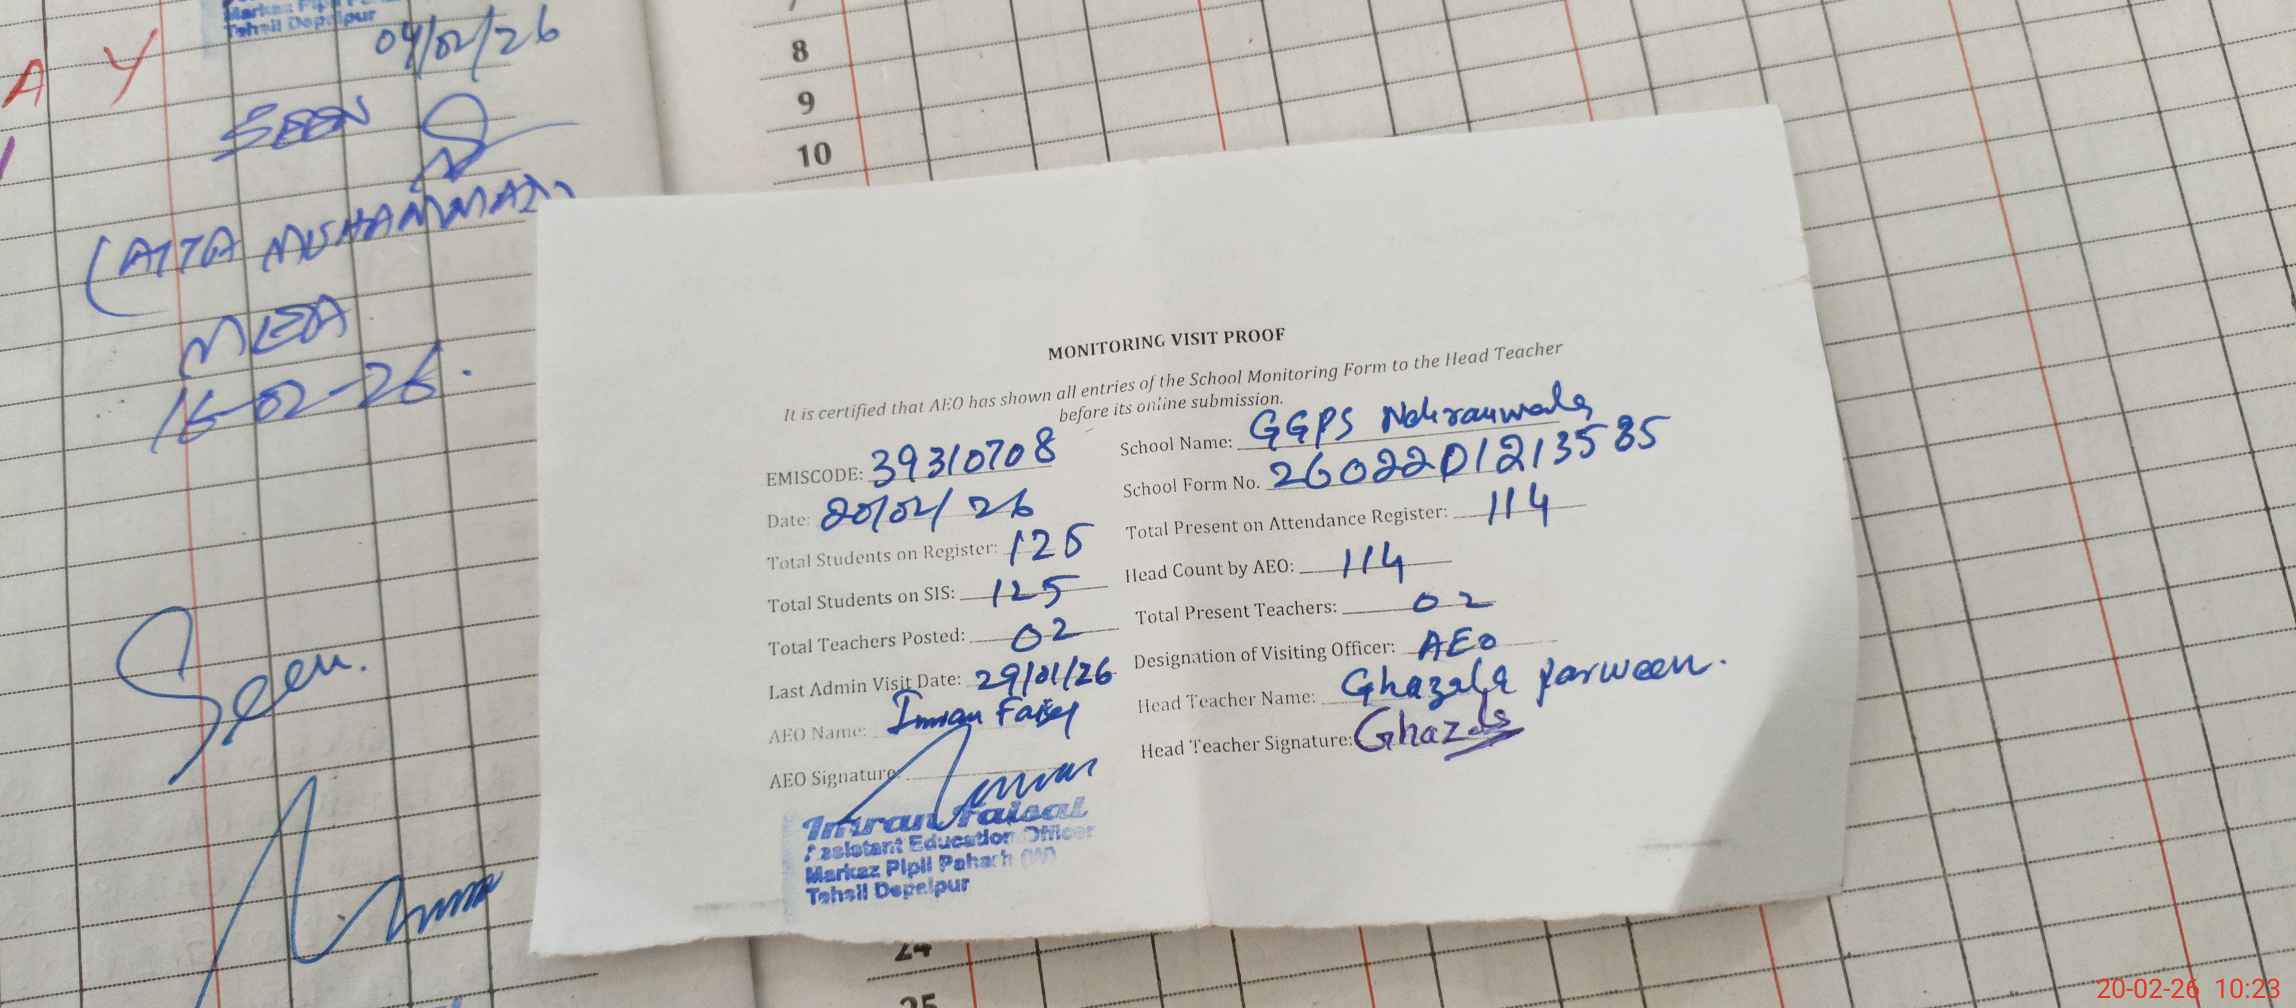 Tehsil Depalpur
04/02/26
A Y
SEEN
(ATTA MUHAMMAD
MEA
16-02-26.
Seen.
7
8
9
10
MONITORING VISIT PROOF
It is certified that AEO has shown all entries of the School Monitoring Form to the Head Teacher
before its online submission.
EMISCODE: 39310708
School Name: GGPS Nehranwala
Date: 20/02/26
School Form No. 2602201213585
Total Students on Register: 125
Total Present on Attendance Register: 114
Total Students on SIS: 125
Head Count by AEO: 114
Total Teachers Posted: 02
Total Present Teachers: 02
Last Admin Visit Date: 29/01/26
Designation of Visiting Officer: AEO
AEO Name: Imran Faisal
Head Teacher Name: Ghazala parween.
AEO Signature:
Head Teacher Signature: Ghazala
Imran Faisal
Assistant Education Officer
Markaz Pipli Pahach (W)
Tehsil Depalpur
24
25
20-02-26 10:23